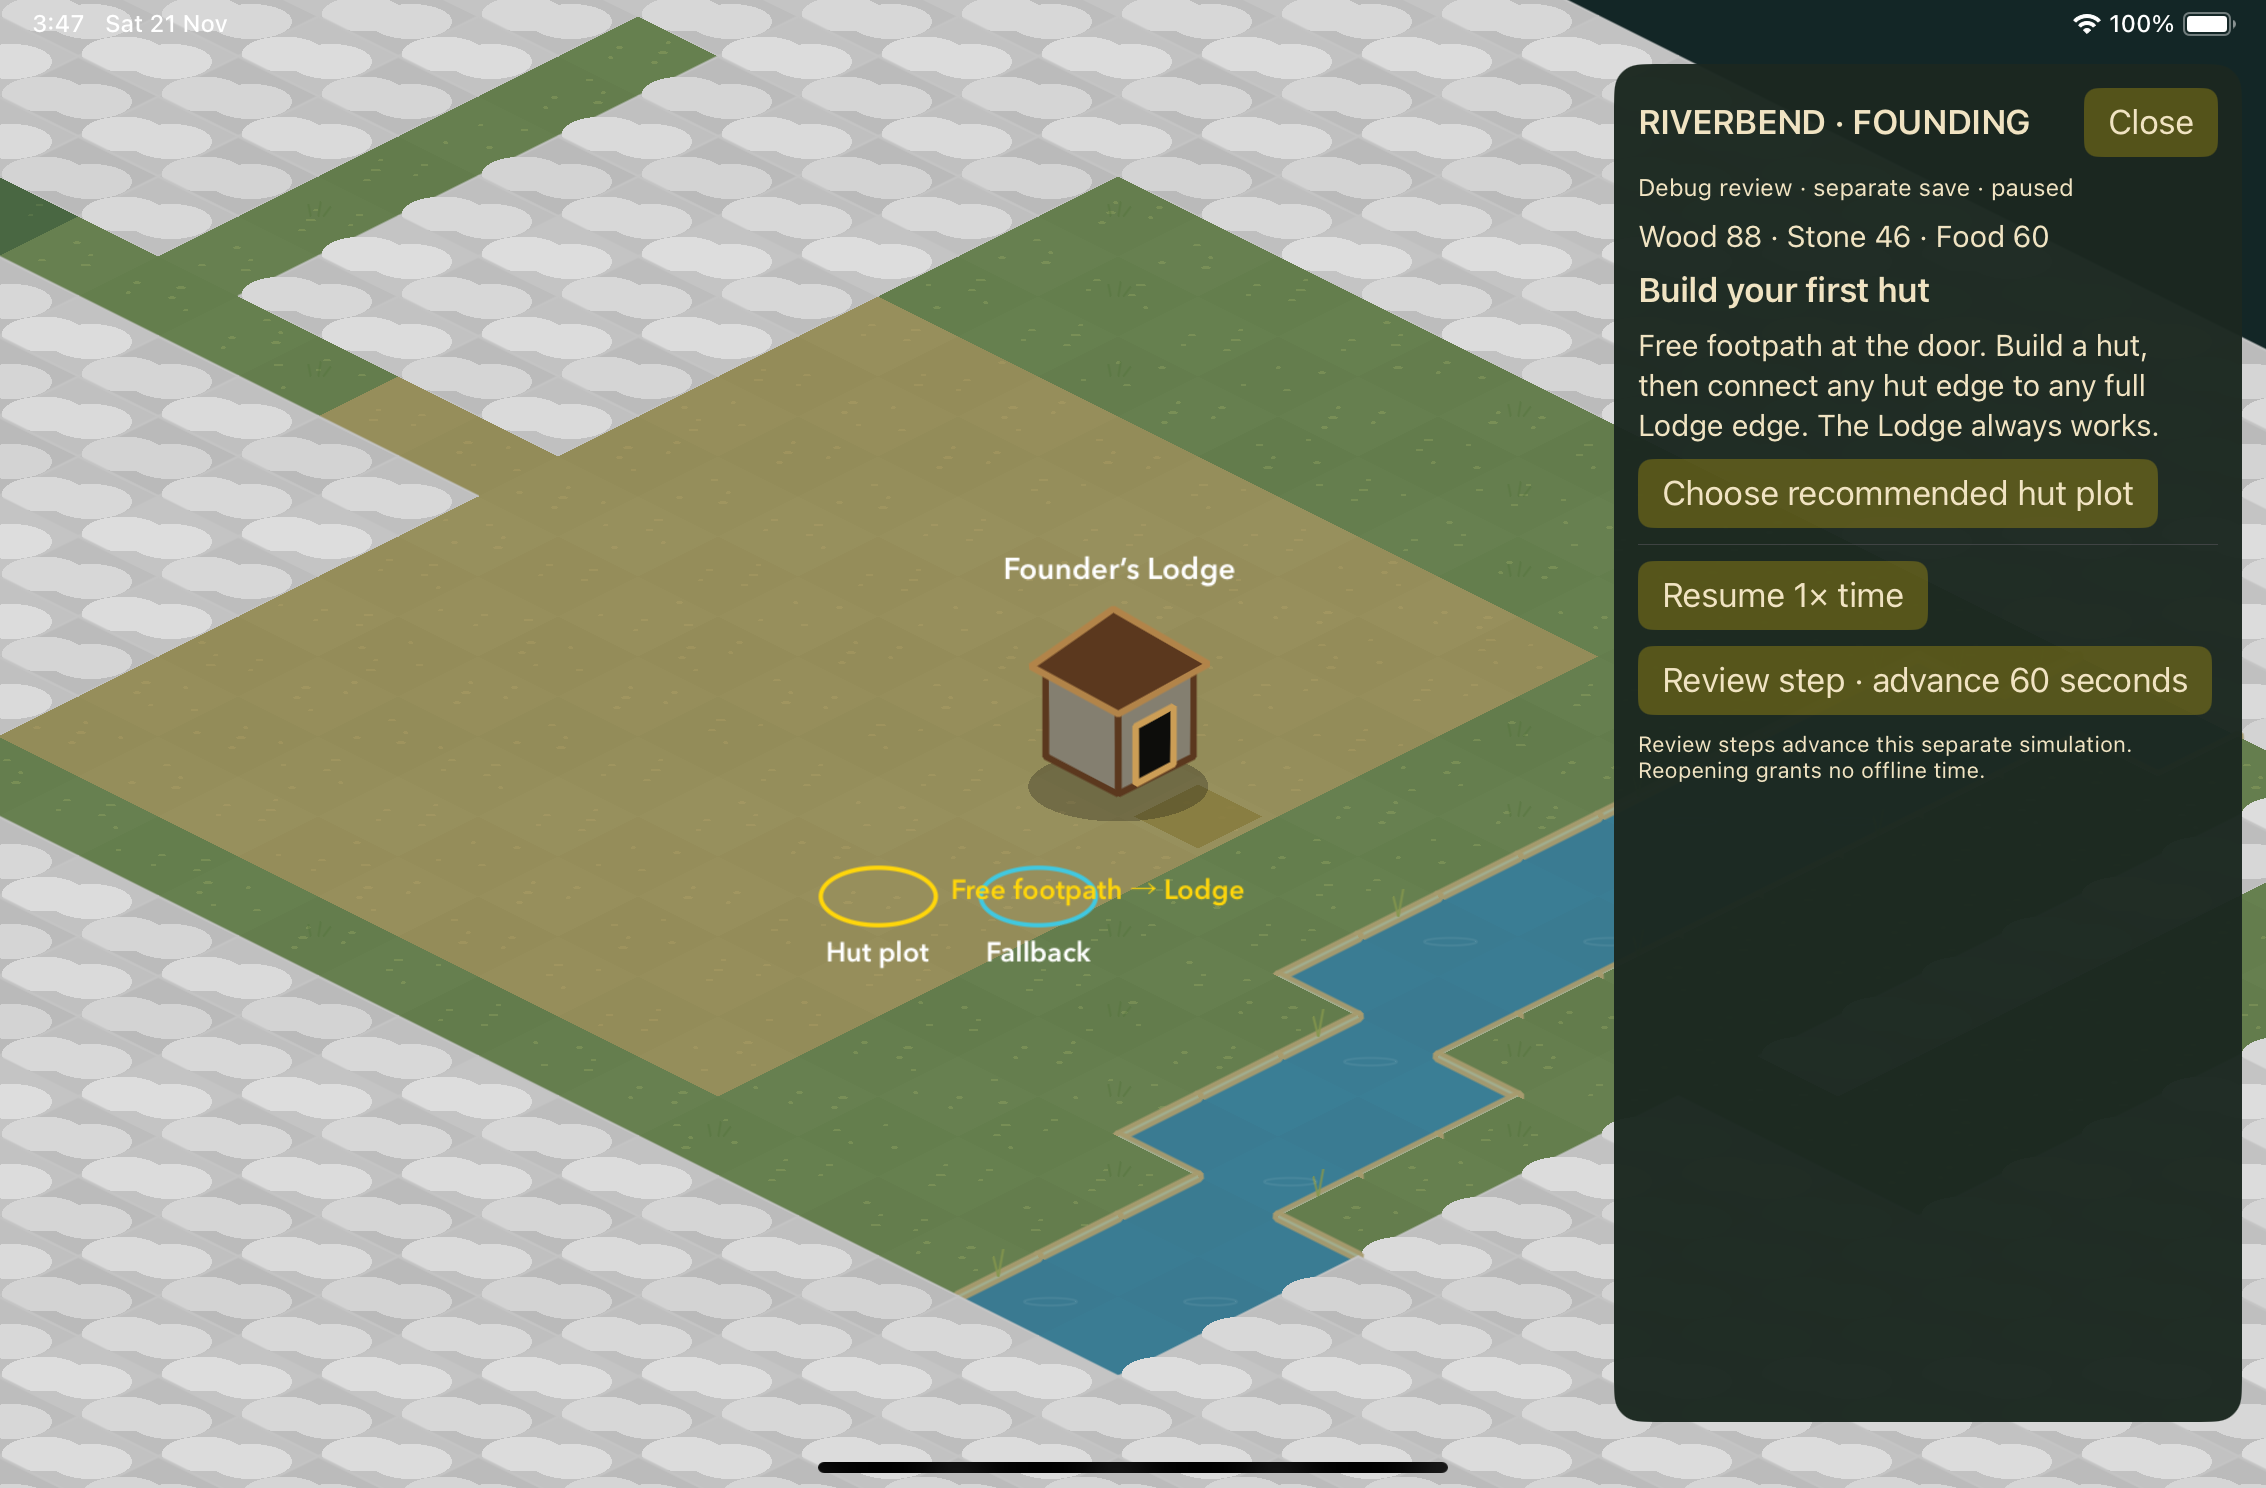 3:47 Sat 21 Nov
100%
RIVERBEND · FOUNDING
Close
Debug review · separate save · paused
Wood 88 · Stone 46 · Food 60
Build your first hut
Free footpath at the door. Build a hut,
then connect any hut edge to any full
Lodge edge. The Lodge always works.
Choose recommended hut plot
Resume 1× time
Review step · advance 60 seconds
Review steps advance this separate simulation.
Reopening grants no offline time.
Founder’s Lodge
Free footpath → Lodge
Hut plot
Fallback